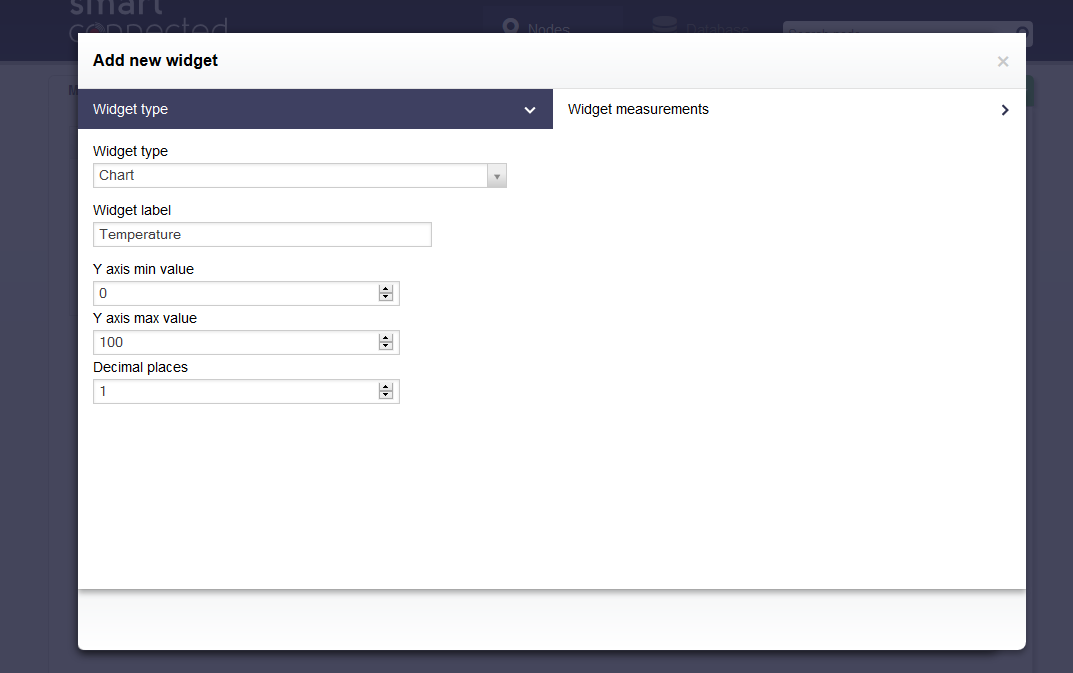 smart
connected
Nodes
Database
Add new widget
×
Widget type
Widget measurements
Widget type
Chart
Widget label
Temperature
Y axis min value
0
Y axis max value
100
Decimal places
1